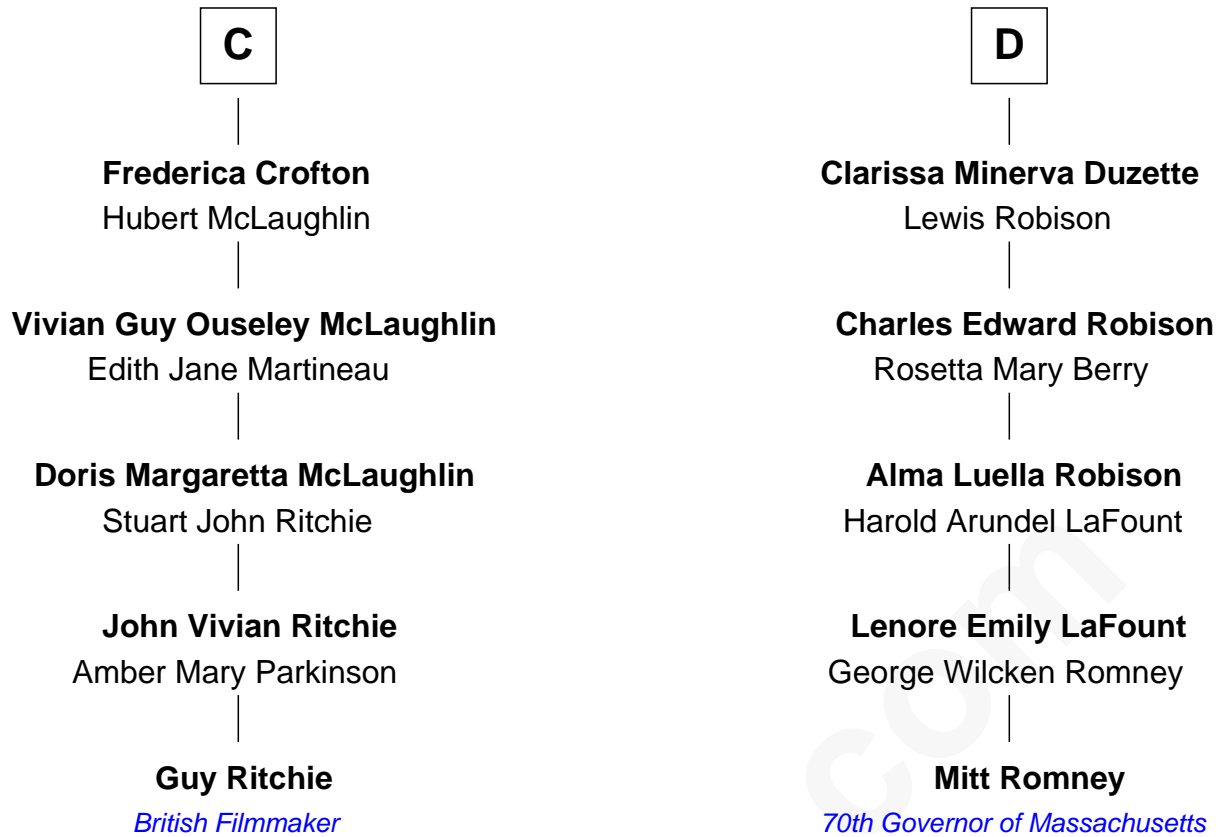 C
Frederica Crofton
Hubert McLaughlin
Vivian Guy Ouseley McLaughlin
Edith Jane Martineau
Doris Margaretta McLaughlin
Stuart John Ritchie
John Vivian Ritchie
Amber Mary Parkinson
Guy Ritchie
British Filmmaker
D
Clarissa Minerva Duzette
Lewis Robison
Charles Edward Robison
Rosetta Mary Berry
Alma Luella Robison
Harold Arundel LaFount
Lenore Emily LaFount
George Wilcken Romney
Mitt Romney
70th Governor of Massachusetts
com